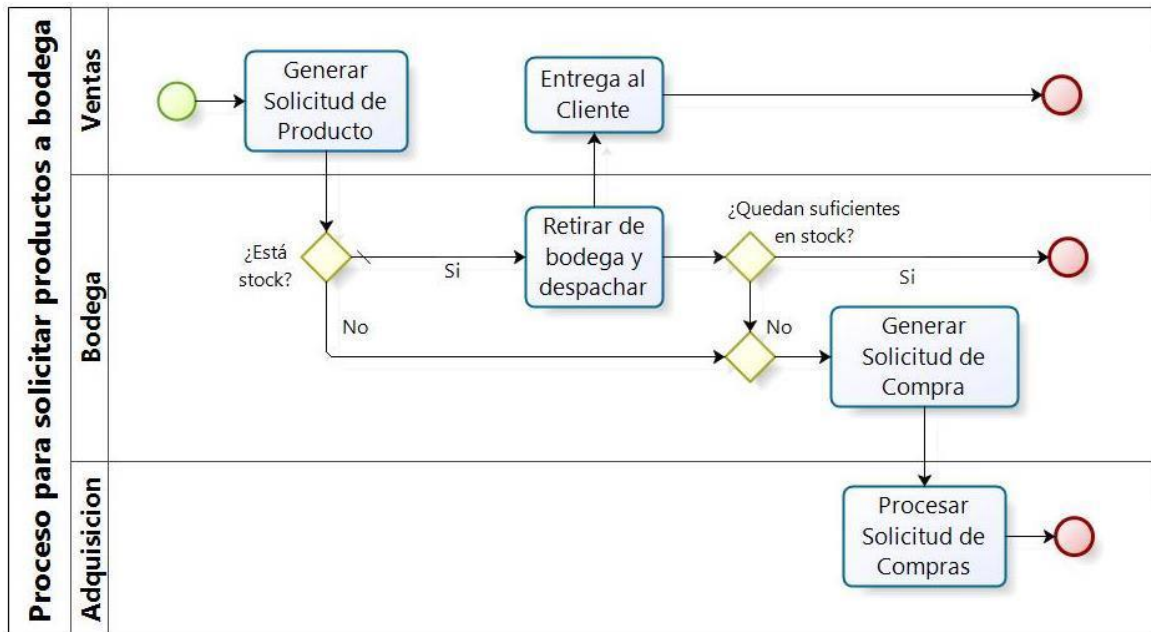 Proceso para solicitar productos a bodega
Ventas
Generar
Solicitud de
Producto
Entrega al
Cliente
Bodega
¿Está
stock?
Si
No
Retirar de
bodega y
despachar
¿Quedan suficientes
en stock?
Si
No
Generar
Solicitud de
Compra
Adquisicion
Procesar
Solicitud de
Compras